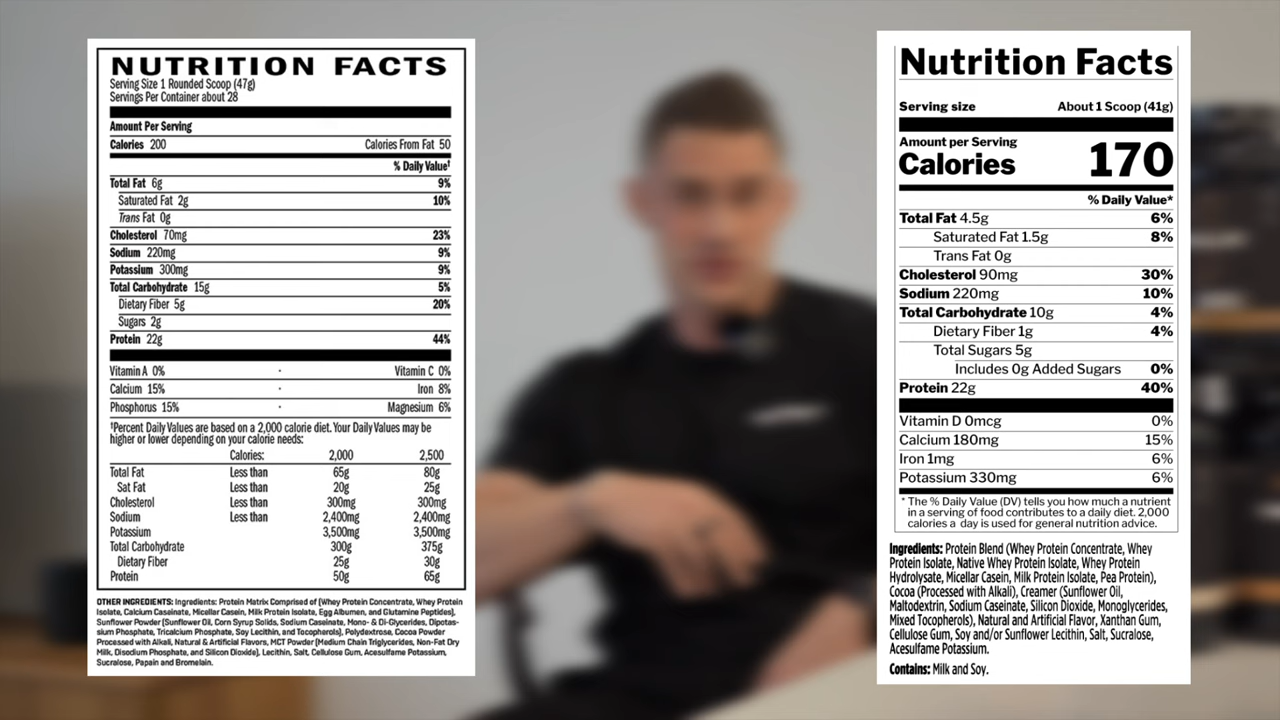 NUTRITION FACTS
Serving Size 1 Rounded Scoop (47g)
Servings Per Container about 28
Amount Per Serving
Calories 200 Calories From Fat 50
% Daily Value†
Total Fat 6g 9%
Saturated Fat 2g 10%
Trans Fat 0g
Cholesterol 70mg 23%
Sodium 220mg 9%
Potassium 300mg 9%
Total Carbohydrate 15g 5%
Dietary Fiber 5g 20%
Sugars 2g
Protein 22g 44%
Vitamin A 0% · Vitamin C 0%
Calcium 15% · Iron 8%
Phosphorus 15% · Magnesium 6%
†Percent Daily Values are based on a 2,000 calorie diet. Your Daily Values may be
higher or lower depending on your calorie needs:
Calories: 2,000 2,500
Total Fat Less than 65g 80g
Sat Fat Less than 20g 25g
Cholesterol Less than 300mg 300mg
Sodium Less than 2,400mg 2,400mg
Potassium 3,500mg 3,500mg
Total Carbohydrate 300g 375g
Dietary Fiber 25g 30g
Protein 50g 65g
OTHER INGREDIENTS: Ingredients: Protein Matrix Comprised of (Whey Protein Concentrate, Whey Protein
Isolate, Calcium Caseinate, Micellar Casein, Milk Protein Isolate, Egg Albumen, and Glutamine Peptides),
Sunflower Powder (Sunflower Oil, Corn Syrup Solids, Sodium Caseinate, Mono- & Di-Glycerides, Dipotas-
sium Phosphate, Tricalcium Phosphate, Soy Lecithin, and Tocopherols), Polydextrose, Cocoa Powder
Processed with Alkali, Natural & Artificial Flavors, MCT Powder (Medium Chain Triglycerides, Non-Fat Dry
Milk, Disodium Phosphate, and Silicon Dioxide), Lecithin, Salt, Cellulose Gum, Acesulfame Potassium,
Sucralose, Papain and Bromelain.
Nutrition Facts
Serving size About 1 Scoop (41g)
Amount per Serving
Calories 170
% Daily Value*
Total Fat 4.5g 6%
Saturated Fat 1.5g 8%
Trans Fat 0g
Cholesterol 90mg 30%
Sodium 220mg 10%
Total Carbohydrate 10g 4%
Dietary Fiber 1g 4%
Total Sugars 5g
Includes 0g Added Sugars 0%
Protein 22g 40%
Vitamin D 0mcg 0%
Calcium 180mg 15%
Iron 1mg 6%
Potassium 330mg 6%
* The % Daily Value (DV) tells you how much a nutrient
in a serving of food contributes to a daily diet. 2,000
calories a day is used for general nutrition advice.
Ingredients: Protein Blend (Whey Protein Concentrate, Whey
Protein Isolate, Native Whey Protein Isolate, Whey Protein
Hydrolysate, Micellar Casein, Milk Protein Isolate, Pea Protein),
Cocoa (Processed with Alkali), Creamer (Sunflower Oil,
Maltodextrin, Sodium Caseinate, Silicon Dioxide, Monoglycerides,
Mixed Tocopherols), Natural and Artificial Flavor, Xanthan Gum,
Cellulose Gum, Soy and/or Sunflower Lecithin, Salt, Sucralose,
Acesulfame Potassium.
Contains: Milk and Soy.